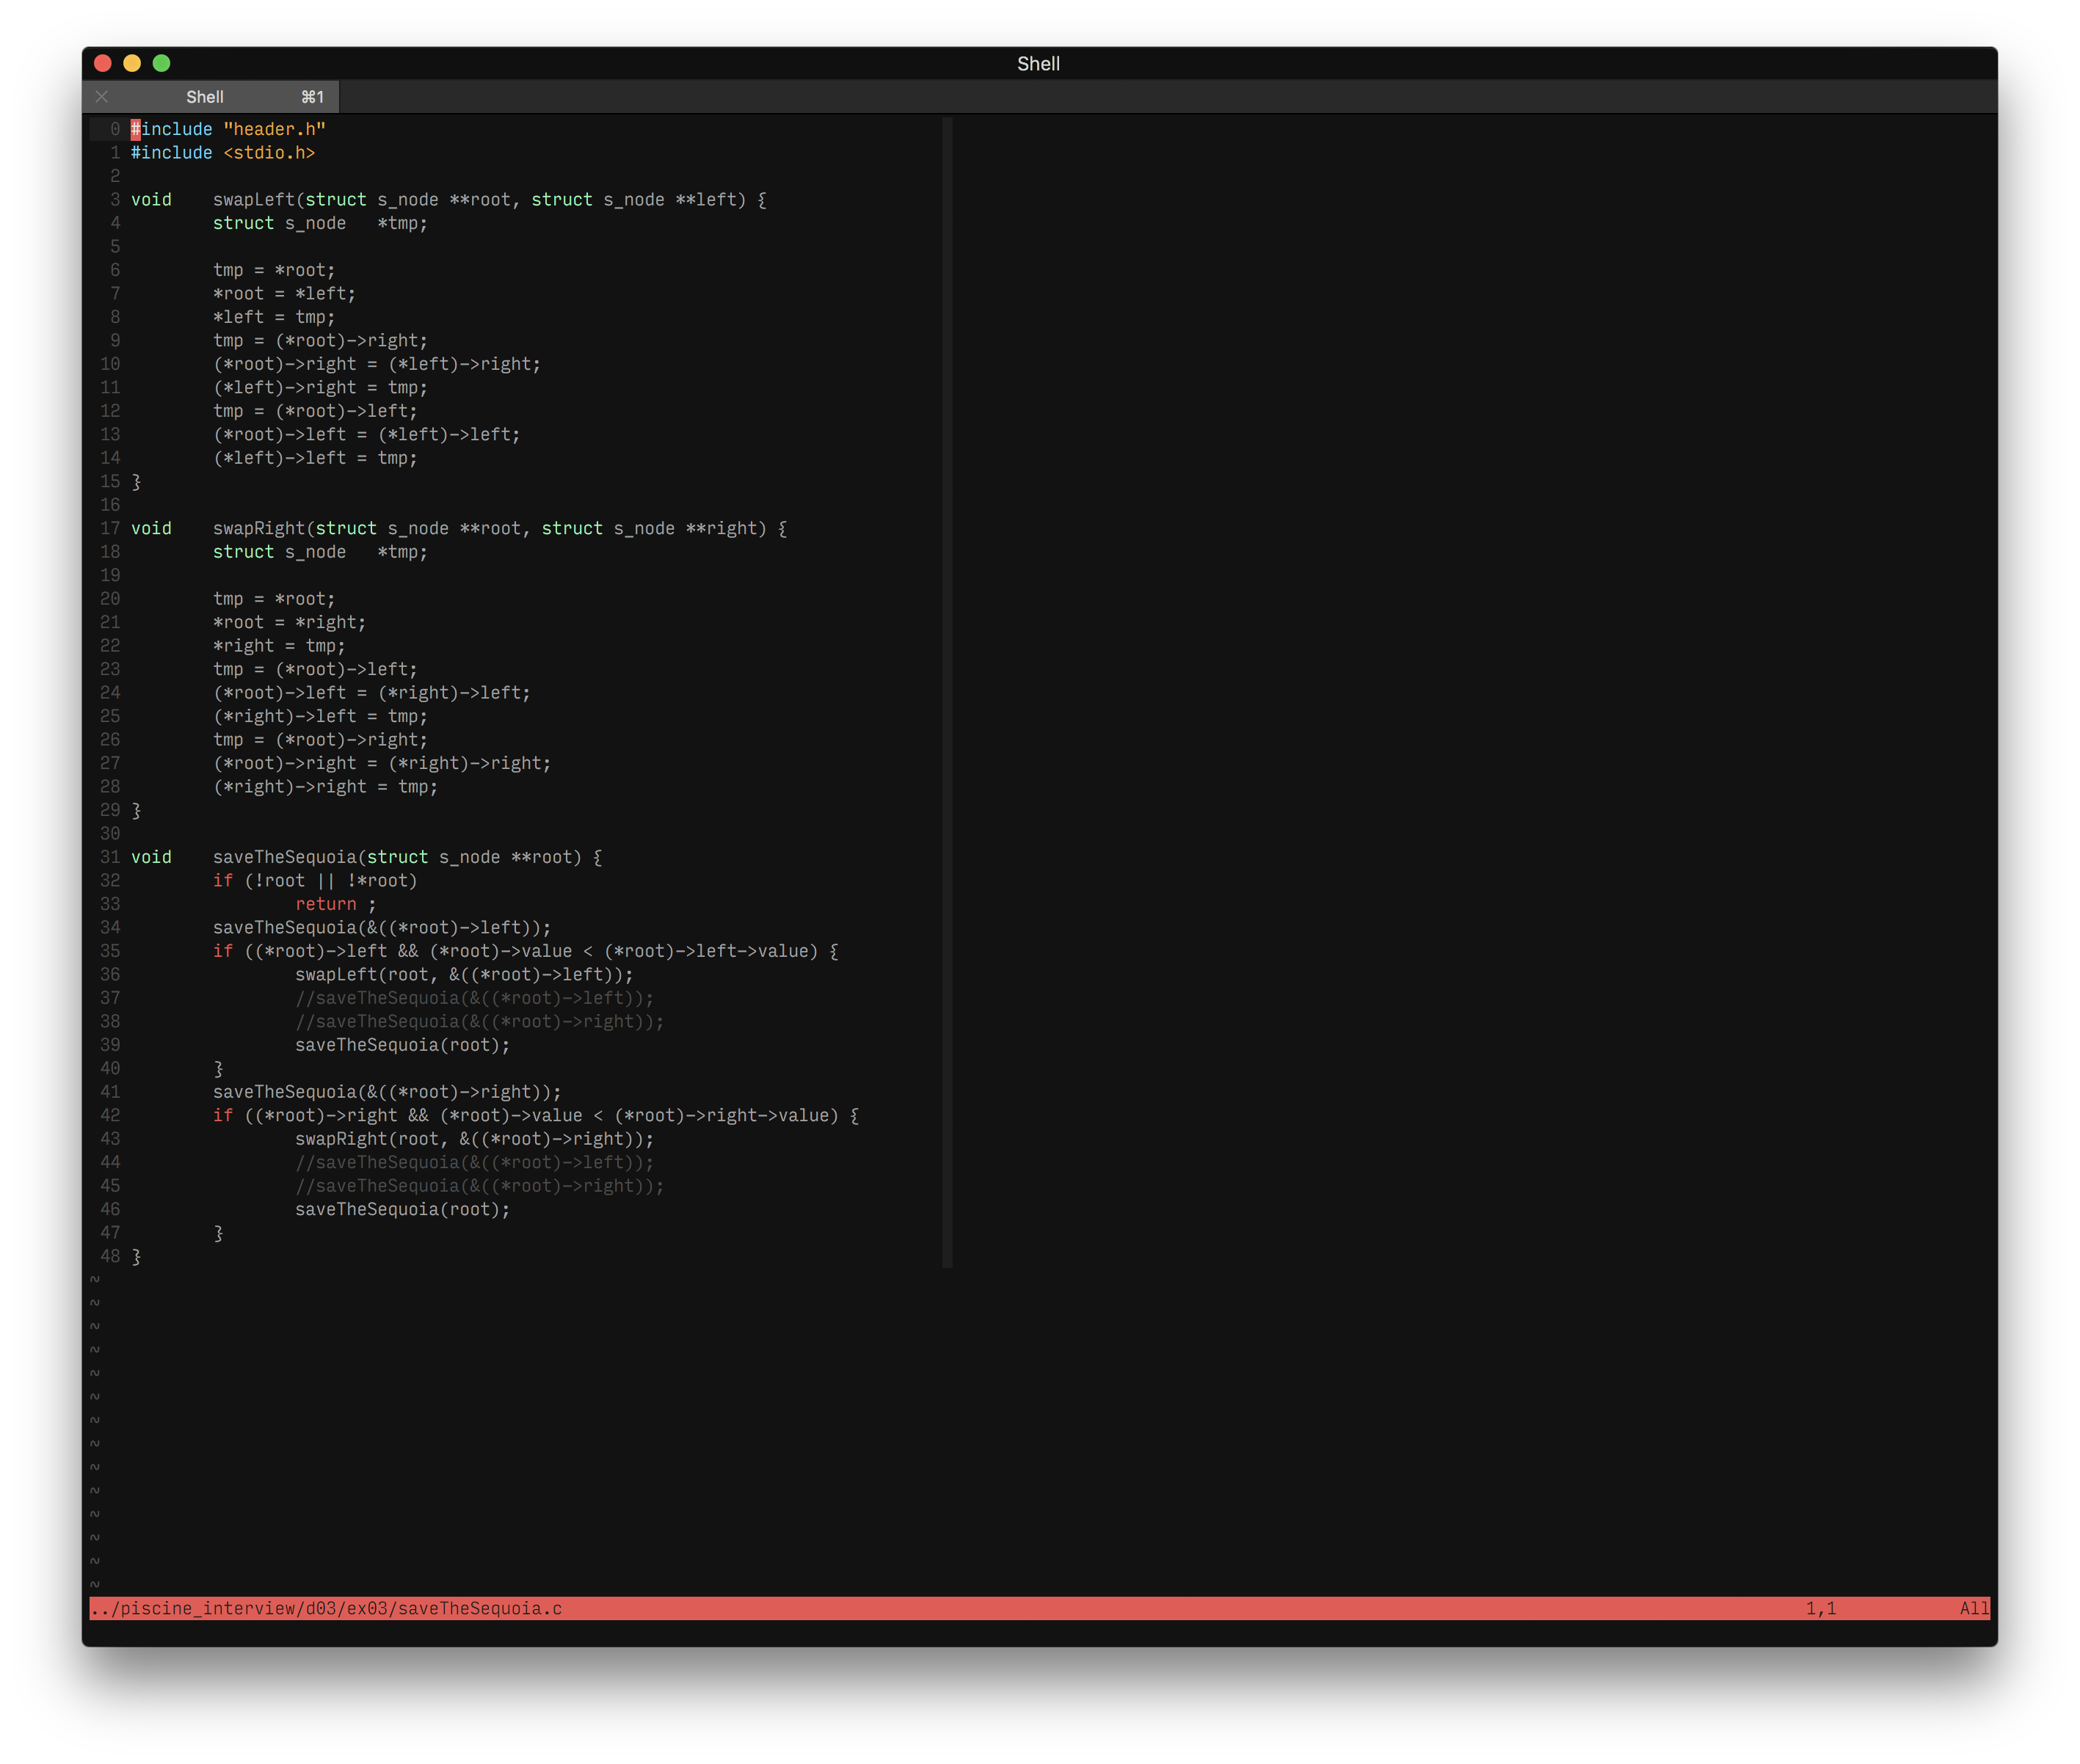 Shell
Shell ⌘1
0 #include "header.h"
1 #include <stdio.h>
2
3 void    swapLeft(struct s_node **root, struct s_node **left) {
4         struct s_node   *tmp;
5
6         tmp = *root;
7         *root = *left;
8         *left = tmp;
9         tmp = (*root)->right;
10         (*root)->right = (*left)->right;
11         (*left)->right = tmp;
12         tmp = (*root)->left;
13         (*root)->left = (*left)->left;
14         (*left)->left = tmp;
15 }
16
17 void    swapRight(struct s_node **root, struct s_node **right) {
18         struct s_node   *tmp;
19
20         tmp = *root;
21         *root = *right;
22         *right = tmp;
23         tmp = (*root)->left;
24         (*root)->left = (*right)->left;
25         (*right)->left = tmp;
26         tmp = (*root)->right;
27         (*root)->right = (*right)->right;
28         (*right)->right = tmp;
29 }
30
31 void    saveTheSequoia(struct s_node **root) {
32         if (!root || !*root)
33                 return ;
34         saveTheSequoia(&((*root)->left));
35         if ((*root)->left && (*root)->value < (*root)->left->value) {
36                 swapLeft(root, &((*root)->left));
37                 //saveTheSequoia(&((*root)->left));
38                 //saveTheSequoia(&((*root)->right));
39                 saveTheSequoia(root);
40         }
41         saveTheSequoia(&((*root)->right));
42         if ((*root)->right && (*root)->value < (*root)->right->value) {
43                 swapRight(root, &((*root)->right));
44                 //saveTheSequoia(&((*root)->left));
45                 //saveTheSequoia(&((*root)->right));
46                 saveTheSequoia(root);
47         }
48 }
~
~
~
~
~
~
~
~
~
~
~
~
~
~
../piscine_interview/d03/ex03/saveTheSequoia.c 1,1 All